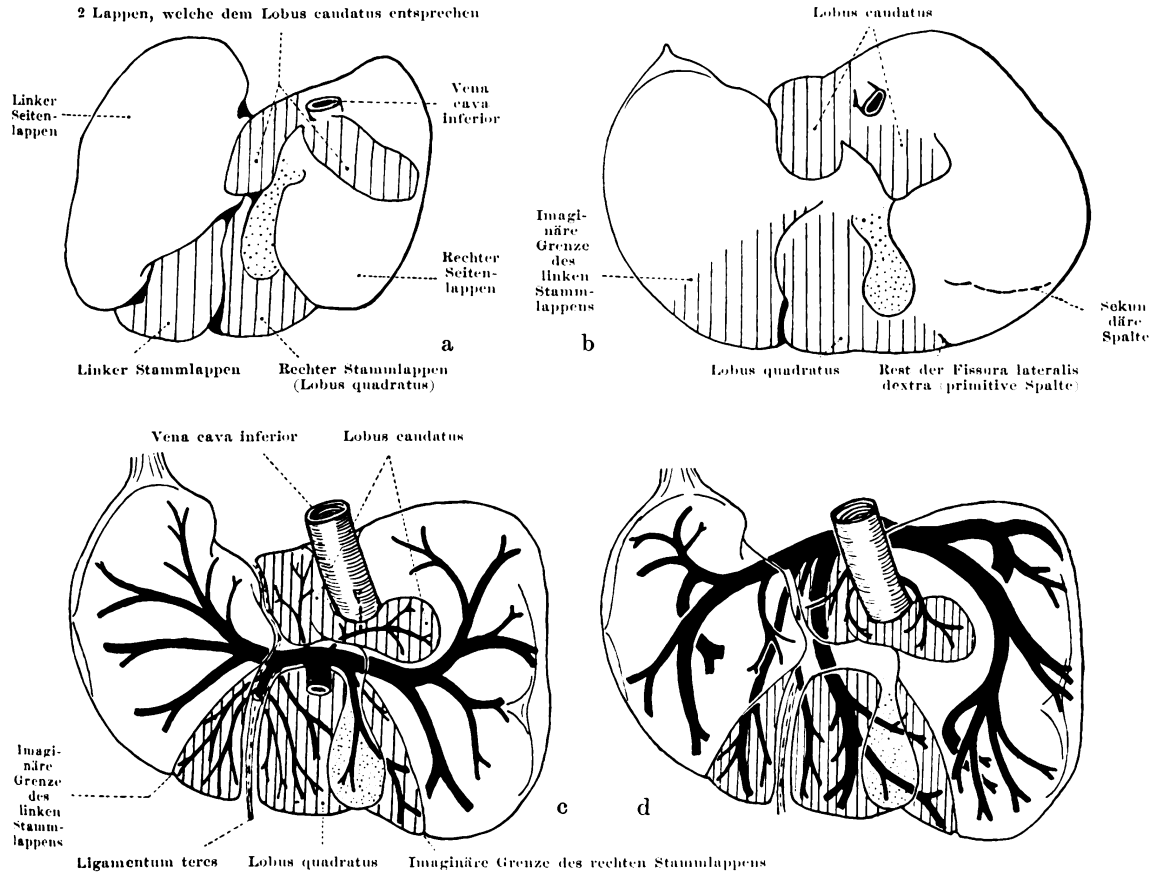 2 Lappen, welche dem Lobus caudatus entsprechen
Linker
Seiten-
lappen
Vena
cava
inferior
Rechter
Seiten-
lappen
a
Linker Stammlappen
Rechter Stammlappen
(Lobus quadratus)
Lobus caudatus
Imagi-
näre
Grenze
des
linken
Stamm-
lappens
b
Sekun
däre
Spalte
Lobus quadratus
Rest der Fissura lateralis
dextra (primitive Spalte)
Vena cava inferior
Lobus caudatus
Imagi-
näre
Grenze
des
linken
Stamm-
lappens
c
d
Ligamentum teres
Lobus quadratus
Imaginäre Grenze des rechten Stammlappens